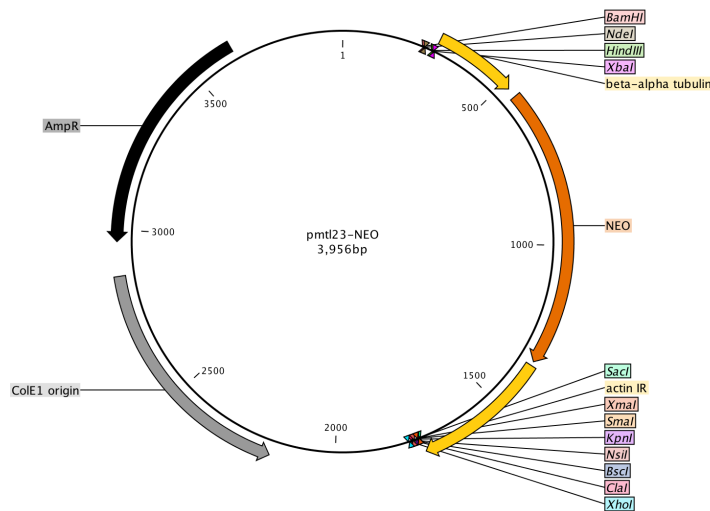 BamHI
NdeI
HindIII
XbaI
beta-alpha tubulin
1
500
3500
AmpR
NEO
3000
pmtl23-NEO
3,956bp
1000
SacI
actin IR
XmaI
SmaI
KpnI
NsiI
BscI
ClaI
XhoI
1500
2500
ColE1 origin
2000